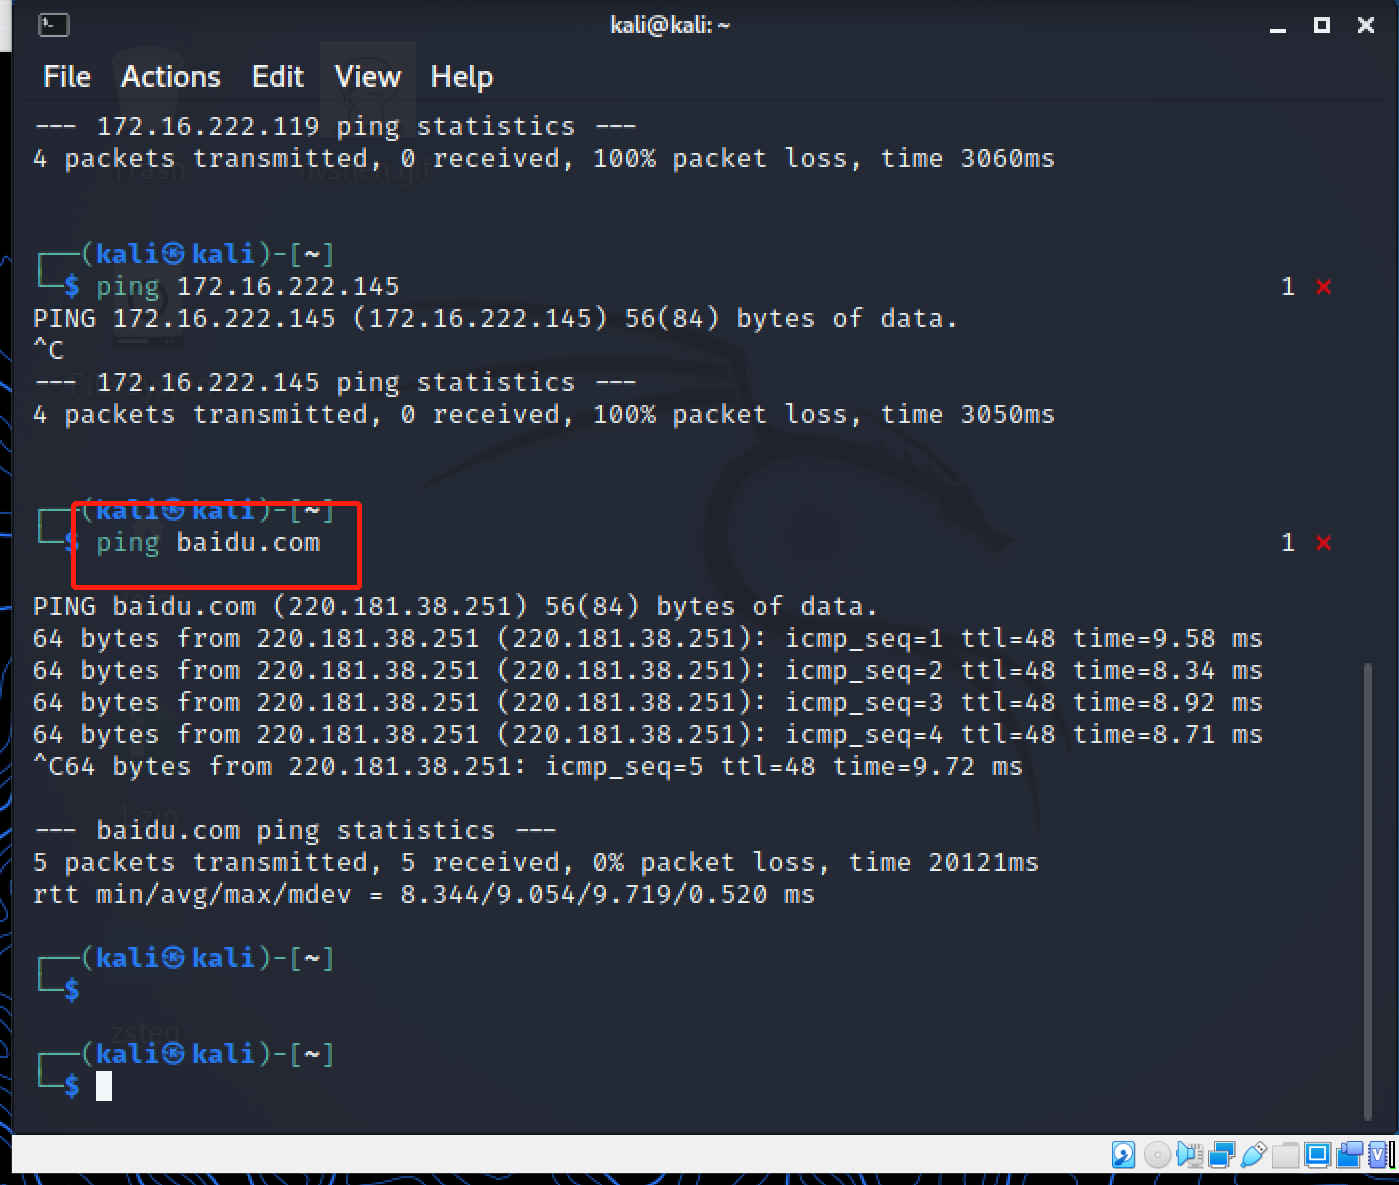 kali@kali: ~
File Actions Edit View Help
--- 172.16.222.119 ping statistics ---
4 packets transmitted, 0 received, 100% packet loss, time 3060ms
┌──(kali㉿kali)-[~]
└─$ ping 172.16.222.145 1 ⨯
PING 172.16.222.145 (172.16.222.145) 56(84) bytes of data.
^C
--- 172.16.222.145 ping statistics ---
4 packets transmitted, 0 received, 100% packet loss, time 3050ms
┌──(kali㉿kali)-[~]
└─$ ping baidu.com 1 ⨯
PING baidu.com (220.181.38.251) 56(84) bytes of data.
64 bytes from 220.181.38.251 (220.181.38.251): icmp_seq=1 ttl=48 time=9.58 ms
64 bytes from 220.181.38.251 (220.181.38.251): icmp_seq=2 ttl=48 time=8.34 ms
64 bytes from 220.181.38.251 (220.181.38.251): icmp_seq=3 ttl=48 time=8.92 ms
64 bytes from 220.181.38.251 (220.181.38.251): icmp_seq=4 ttl=48 time=8.71 ms
^C64 bytes from 220.181.38.251: icmp_seq=5 ttl=48 time=9.72 ms
--- baidu.com ping statistics ---
5 packets transmitted, 5 received, 0% packet loss, time 20121ms
rtt min/avg/max/mdev = 8.344/9.054/9.719/0.520 ms
┌──(kali㉿kali)-[~]
└─$
zsteg
┌──(kali㉿kali)-[~]
└─$